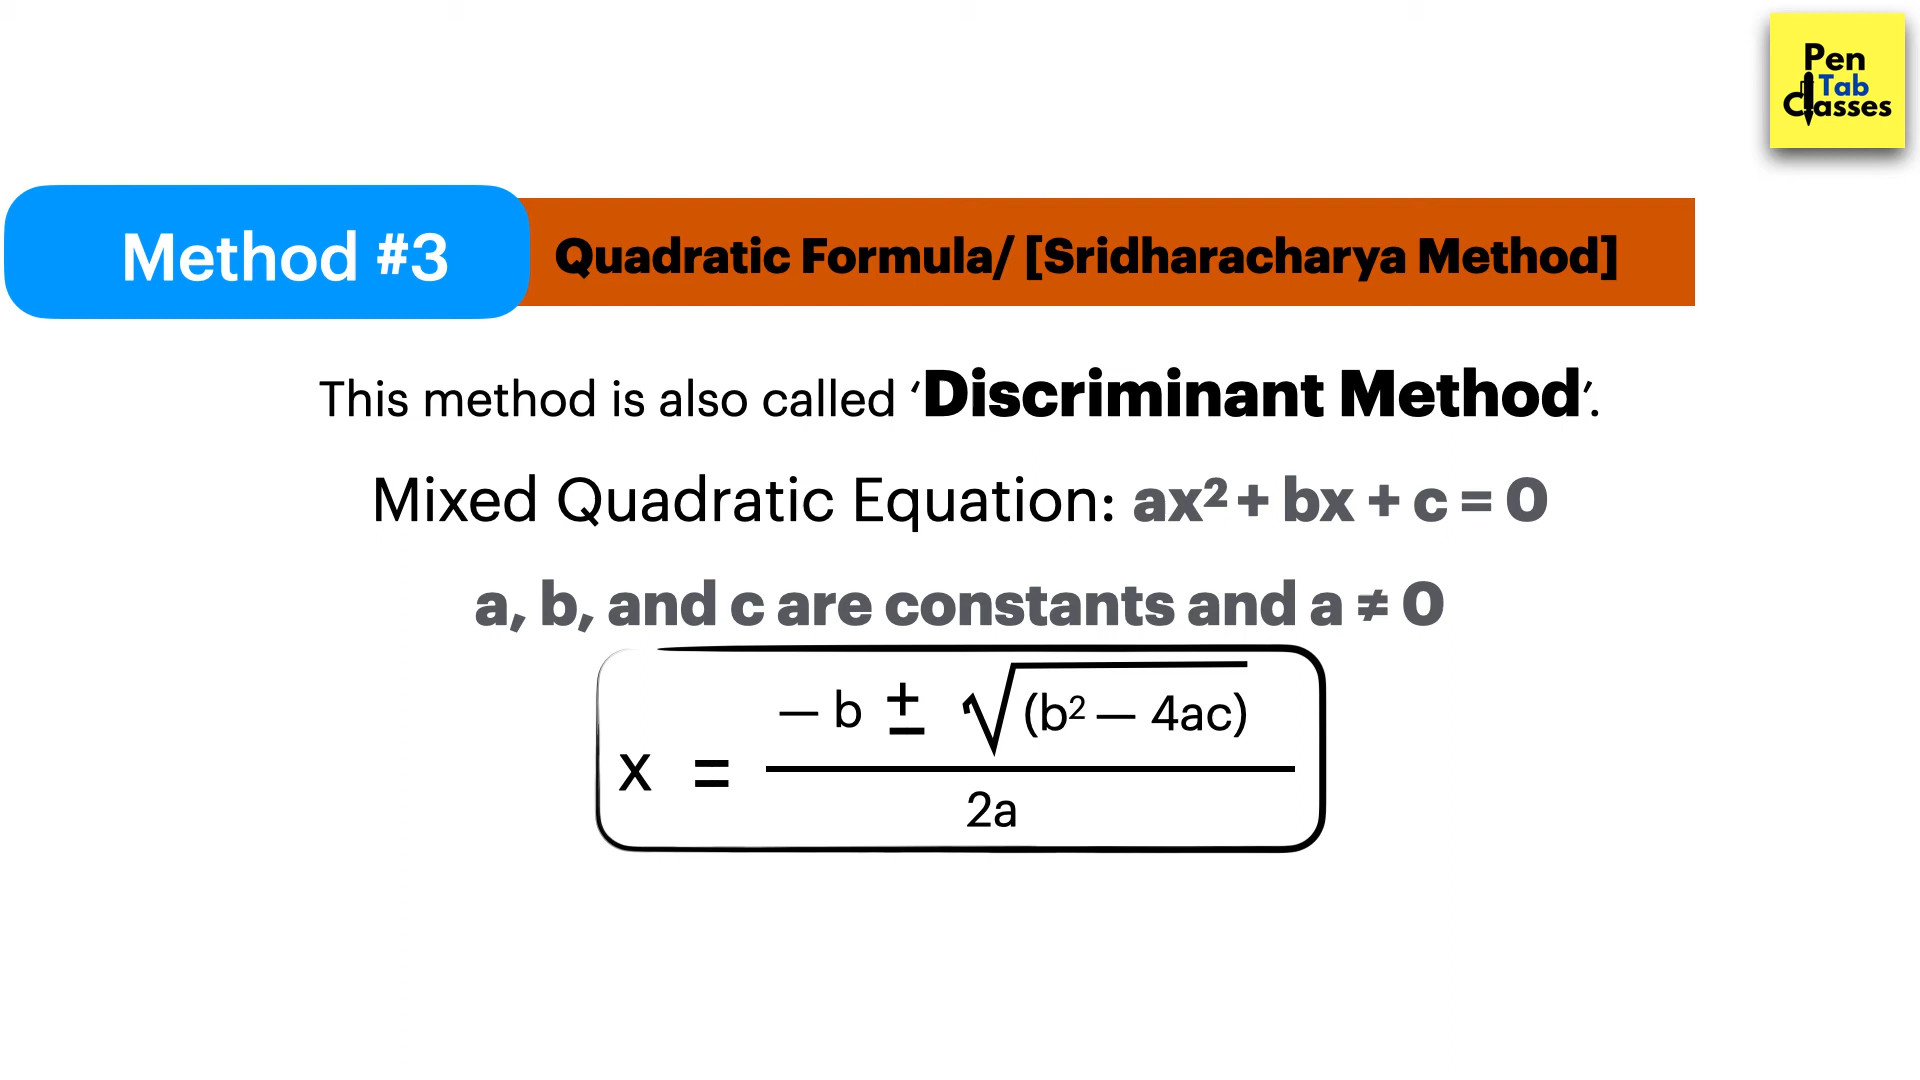 Pen
Tab
Classes
Method #3
Quadratic Formula/ [Sridharacharya Method]
This method is also called ‘Discriminant Method’.
Mixed Quadratic Equation: ax² + bx + c = 0
a, b, and c are constants and a ≠ 0
x = — b ± √(b² — 4ac)
2a